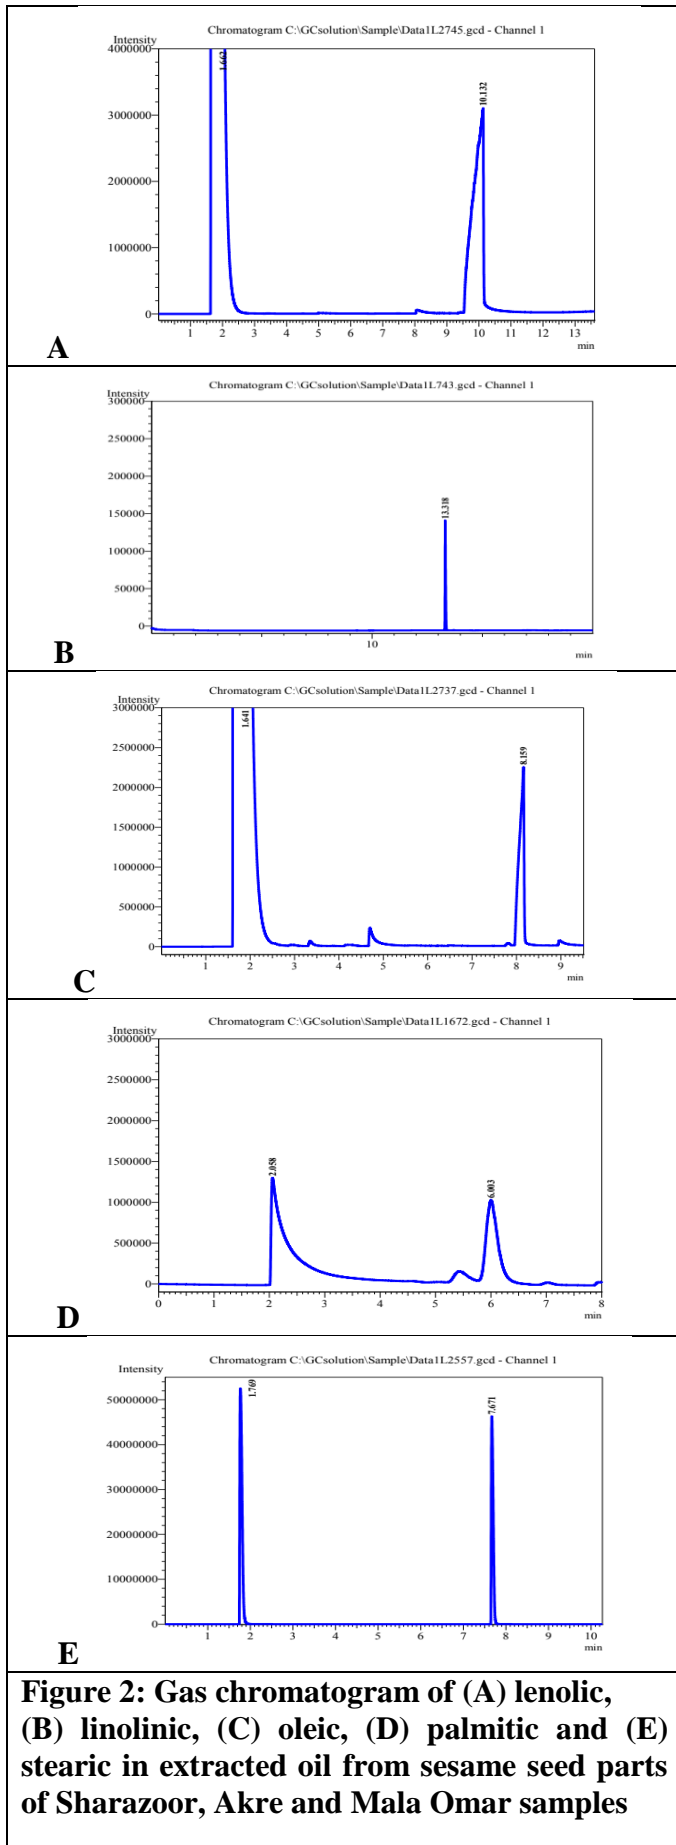 Chromatogram C:\GCsolution\Sample\Data1L2745.gcd - Channel 1
Intensity
4000000
3000000
2000000
1000000
0
1.662
10.132
1 2 3 4 5 6 7 8 9 10 11 12 13
min
A
Chromatogram C:\GCsolution\Sample\Data1L743.gcd - Channel 1
Intensity
300000
250000
200000
150000
100000
50000
0
13.318
10
min
B
Chromatogram C:\GCsolution\Sample\Data1L2737.gcd - Channel 1
Intensity
3000000
2500000
2000000
1500000
1000000
500000
0
1.641
8.159
1 2 3 4 5 6 7 8 9
min
C
Chromatogram C:\GCsolution\Sample\Data1L1672.gcd - Channel 1
Intensity
3000000
2500000
2000000
1500000
1000000
500000
0
2.058
6.003
0 1 2 3 4 5 6 7 8
min
D
Chromatogram C:\GCsolution\Sample\Data1L2557.gcd - Channel 1
Intensity
50000000
40000000
30000000
20000000
10000000
0
1.769
7.671
1 2 3 4 5 6 7 8 9 10
min
E
Figure 2: Gas chromatogram of (A) lenolic,
(B) linolinic, (C) oleic, (D) palmitic and (E)
stearic in extracted oil from sesame seed parts
of Sharazoor, Akre and Mala Omar samples